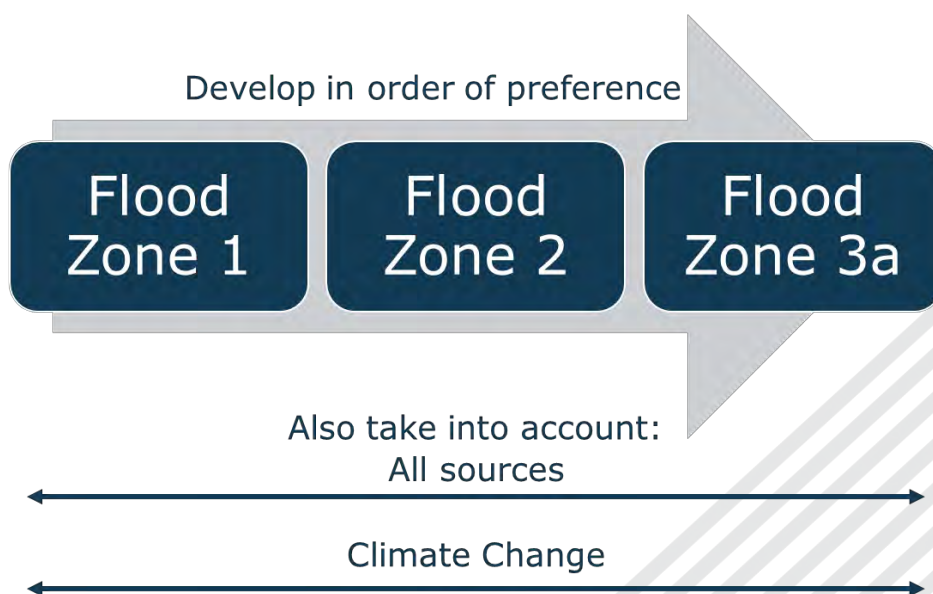 Develop in order of preference
Flood
Zone 1
Flood
Zone 2
Flood
Zone 3a
Also take into account:
All sources
Climate Change